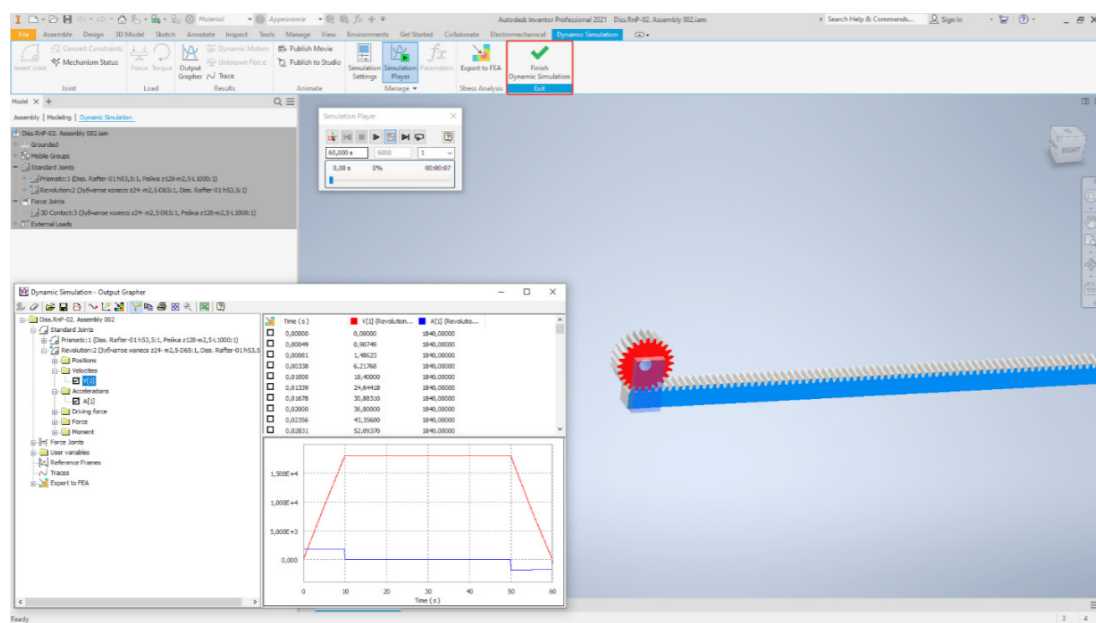 Material
Appearance
Autodesk Inventor Professional 2021 Diss.RnP-02. Assembly 002.iam
Search Help & Commands...
Sign In
File Assemble Design 3D Model Sketch Annotate Inspect Tools Manage View Environments Get Started Collaborate Electromechanical Dynamic Simulation
Insert Joint
Convert Constraints
Mechanism Status
Force Torque
Output Grapher
Dynamic Motion
Unknown Force
Trace
Publish Movie
Publish to Studio
Simulation Settings
Simulation Player
Parameters
Export to FEA
Finish
Dynamic Simulation
Joint Load Results Animate Manage Stress Analysis Exit
Model
Assembly | Modeling | Dynamic Simulation
Diss.RnP-02. Assembly 002.iam
Grounded
Mobile Groups
Standard Joints
Prismatic:1 (Diss. Rafter-01 h53,5:1, Рейка z128-m2,5-L1000:1)
Revolution:2 (Зубчатое колесо z24- m2,5-D65:1, Diss. Rafter-01 h53,5:1)
Force Joints
3D Contact:3 (Зубчатое колесо z24- m2,5-D65:1, Рейка z128-m2,5-L1000:1)
External Loads
Simulation Player
60,000 s 6000 1
0,00 s 0% 00:00:07
RIGHT
Dynamic Simulation - Output Grapher
Diss.RnP-02. Assembly 002
Standard Joints
Prismatic:1 (Diss. Rafter-01 h53,5:1, Рейка z128-m2,5-L1000:1)
Revolution:2 (Зубчатое колесо z24- m2,5-D65:1, Diss. Rafter-01 h53,5
Positions
Velocities
V[1]
Accelerations
A[1]
Driving force
Force
Moment
Force Joints
User variables
Reference Frames
Traces
Export to FEA
Time ( s ) V[1] (Revolution... A[1] (Revolutio...
0,00000 0,00000 1840,00000
0,00049 0,90749 1840,00000
0,00081 1,48623 1840,00000
0,00338 6,21768 1840,00000
0,01000 18,40000 1840,00000
0,01339 24,64418 1840,00000
0,01678 30,88310 1840,00000
0,02000 36,80000 1840,00000
0,02356 43,35600 1840,00000
0,02831 52,09370 1840,00000
1,500E+4
1,000E+4
5,000E+3
0,000
0 10 20 30 40 50 60
Time ( s )
Ready
3 4